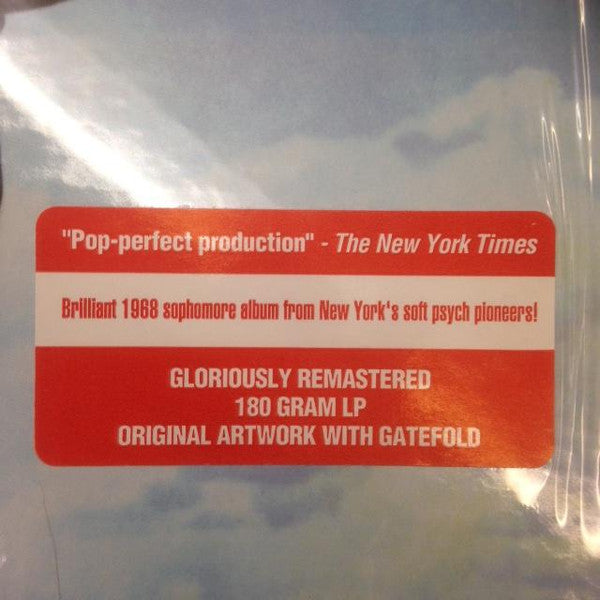 "Pop-perfect production" - The New York Times
Brilliant 1968 sophomore album from New York's soft psych pioneers!
GLORIOUSLY REMASTERED
180 GRAM LP
ORIGINAL ARTWORK WITH GATEFOLD